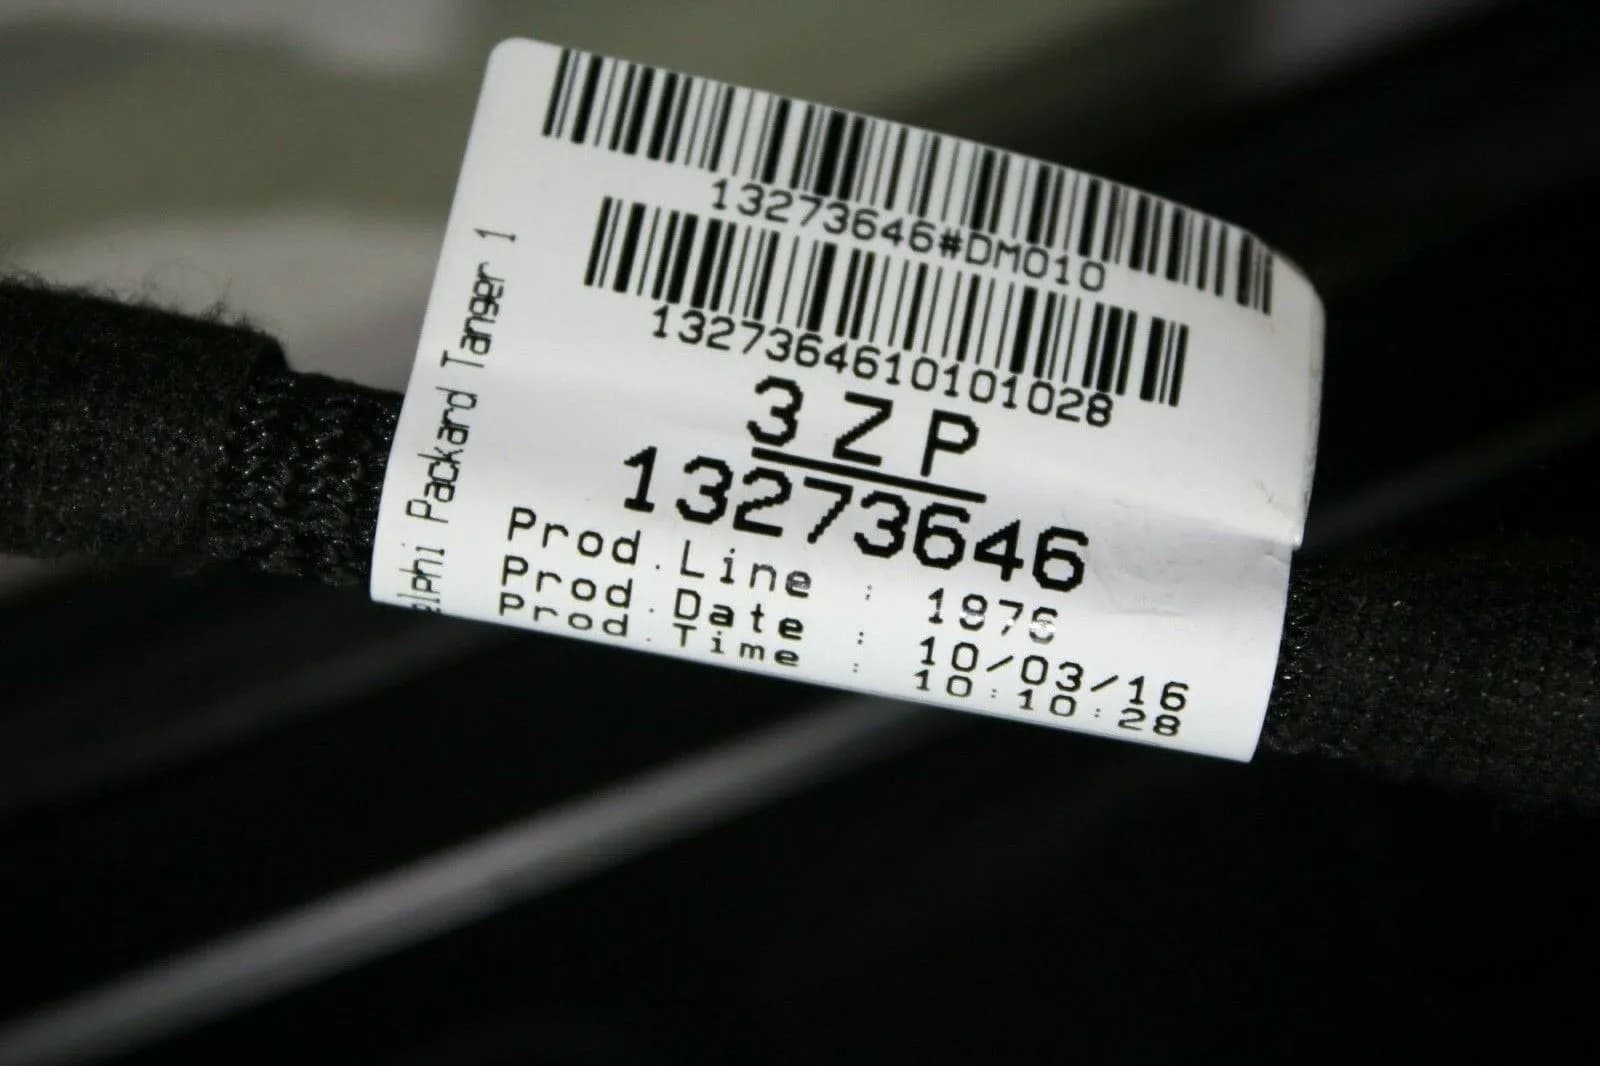 13273646#DM010
1327364610101028
3ZP
13273646
Prod.Line : 1976
Prod.Date : 10/03/16
Prod.Time : 10:10:28
elphi Packard Tanger 1